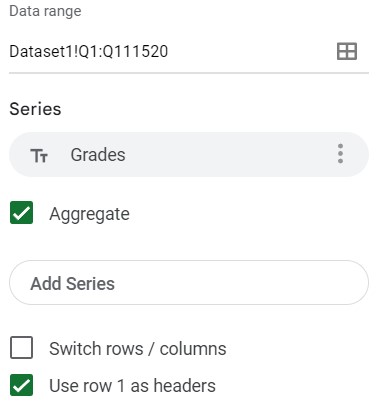 Data range
Dataset1!Q1:Q111520
Series
Tт Grades
Aggregate
Add Series
Switch rows / columns
Use row 1 as headers